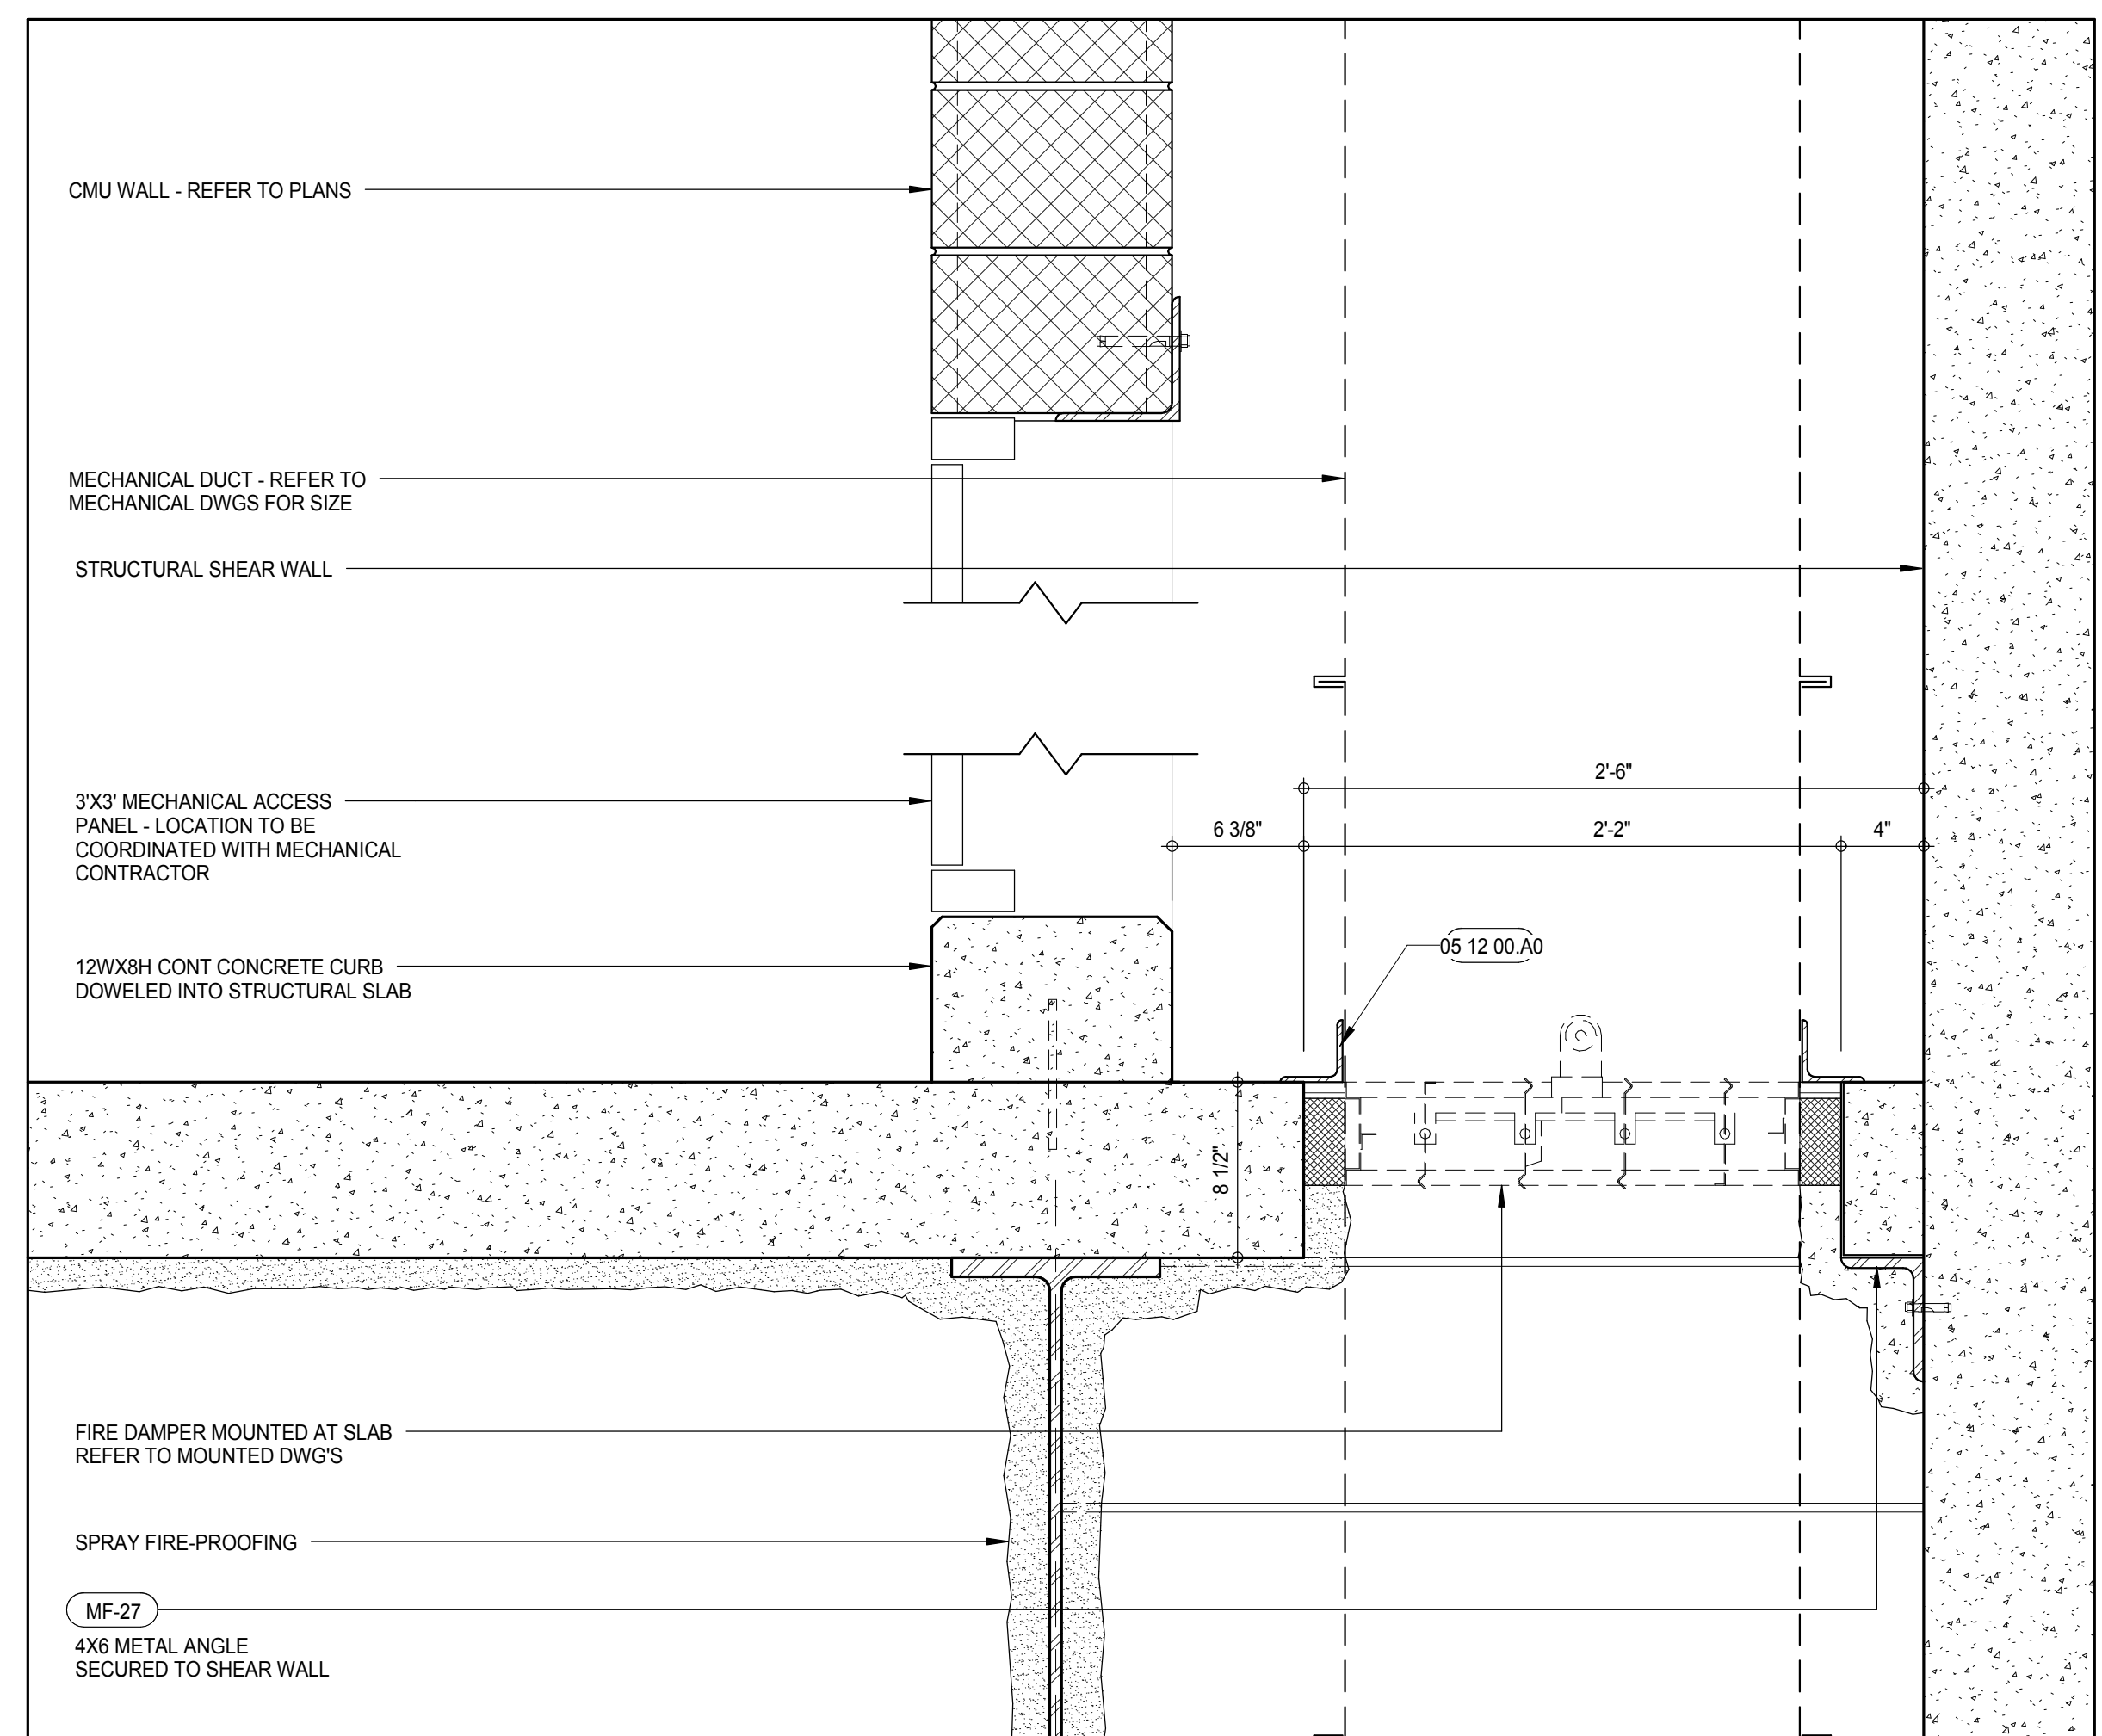 CMU WALL - REFER TO PLANS
MECHANICAL DUCT - REFER TO
MECHANICAL DWGS FOR SIZE
STRUCTURAL SHEAR WALL
2'-6"
3'X3' MECHANICAL ACCESS
PANEL - LOCATION TO BE
COORDINATED WITH MECHANICAL
CONTRACTOR
6 3/8"
2'-2"
4"
05 12 00.A0
12WX8H CONT CONCRETE CURB
DOWELED INTO STRUCTURAL SLAB
8 1/2"
FIRE DAMPER MOUNTED AT SLAB
REFER TO MOUNTED DWG'S
SPRAY FIRE-PROOFING
MF-27
4X6 METAL ANGLE
SECURED TO SHEAR WALL